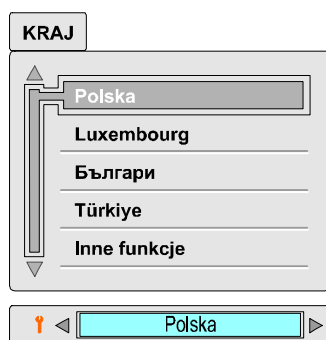 KRAJ
Polska
Luxembourg
Българи
Türkiye
Inne funkcje
Polska